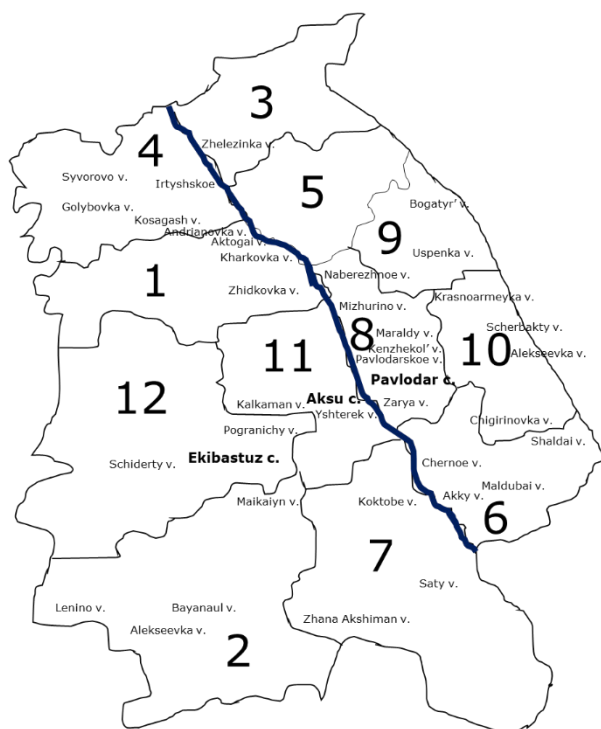 3
Zhelezinka v.
4
Syvorovo v.
Irtyshskoe
5
Bogatyr' v.
Golybovka v.
Kosagash v.
Andrianovka v.
9
Aktogai v.
Kharkovka v.
Uspenka v.
1
Naberezhnoe v.
Zhidkovka v.
Krasnoarmeyka v.
Mizhurino v.
8
Maraldy v.
Scherbakty v.
11
Kenzhekol' v.
10
Pavlodarskoe v.
Alekseevka v.
12
Pavlodar c.
Kalkaman v.
Aksu c.
Zarya v.
Yshterek v.
Chigirinovka v.
Pogranichy v.
Shaldai v.
Ekibastuz c.
Schiderty v.
Chernoe v.
Maldubai v.
Maikaiyn v.
Koktobe v.
Akky v.
6
7
Saty v.
Lenino v.
Bayanaul v.
Zhana Akshiman v.
Alekseevka v.
2